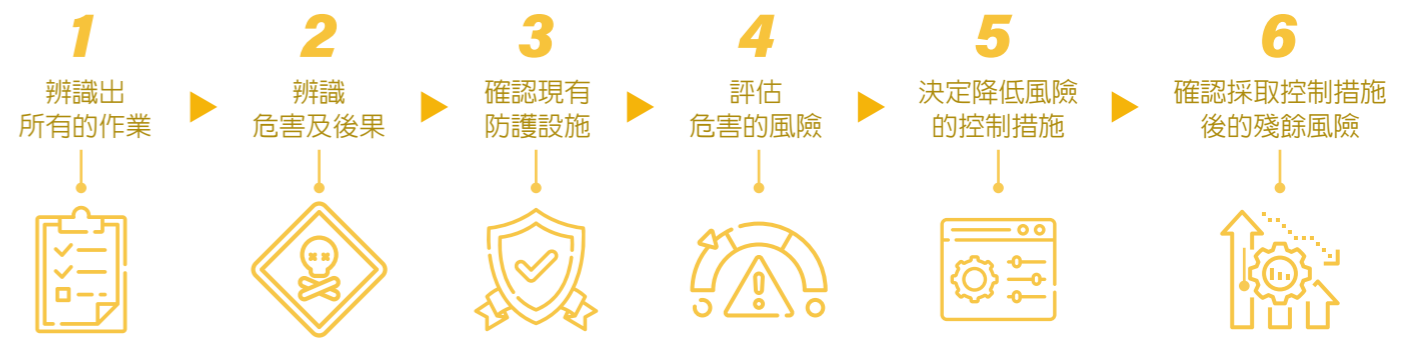 1
辨識出
所有的作業
2
辨識
危害及後果
3
確認現有
防護設施
4
評估
危害的風險
5
決定降低風險
的控制措施
6
確認採取控制措施
後的殘餘風險